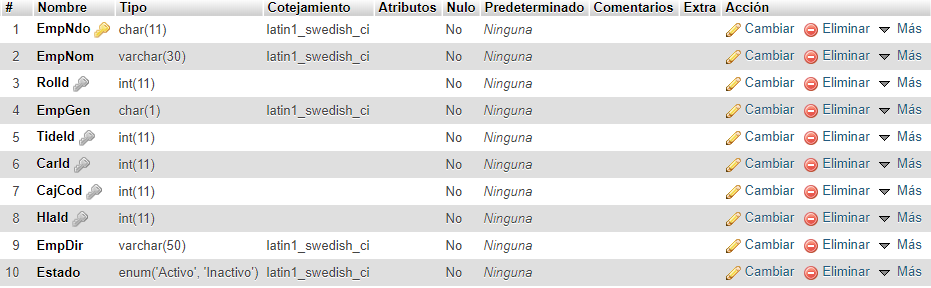 # Nombre Tipo Cotejamiento Atributos Nulo Predeterminado Comentarios Extra Acción
1 EmpNdo char(11) latin1_swedish_ci No Ninguna Cambiar Eliminar Más
2 EmpNom varchar(30) latin1_swedish_ci No Ninguna Cambiar Eliminar Más
3 RolId int(11) No Ninguna Cambiar Eliminar Más
4 EmpGen char(1) latin1_swedish_ci No Ninguna Cambiar Eliminar Más
5 TideId int(11) No Ninguna Cambiar Eliminar Más
6 CarId int(11) No Ninguna Cambiar Eliminar Más
7 CajCod int(11) No Ninguna Cambiar Eliminar Más
8 HlaId int(11) No Ninguna Cambiar Eliminar Más
9 EmpDir varchar(50) latin1_swedish_ci No Ninguna Cambiar Eliminar Más
10 Estado enum('Activo', 'Inactivo') latin1_swedish_ci No Ninguna Cambiar Eliminar Más